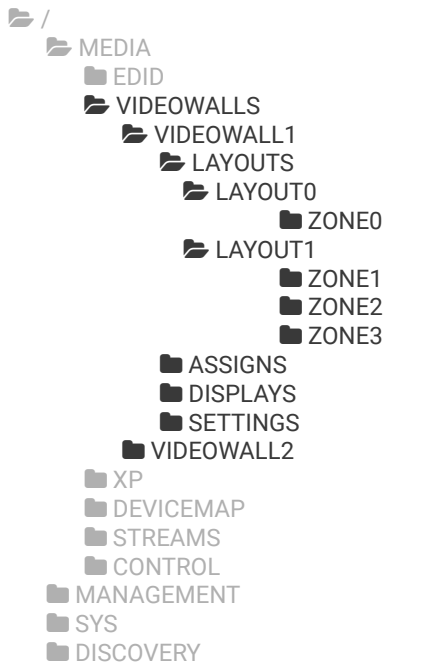 /
MEDIA
EDID
VIDEOWALLS
VIDEOWALL1
LAYOUTS
LAYOUT0
ZONE0
LAYOUT1
ZONE1
ZONE2
ZONE3
ASSIGNS
DISPLAYS
SETTINGS
VIDEOWALL2
XP
DEVICEMAP
STREAMS
CONTROL
MANAGEMENT
SYS
DISCOVERY